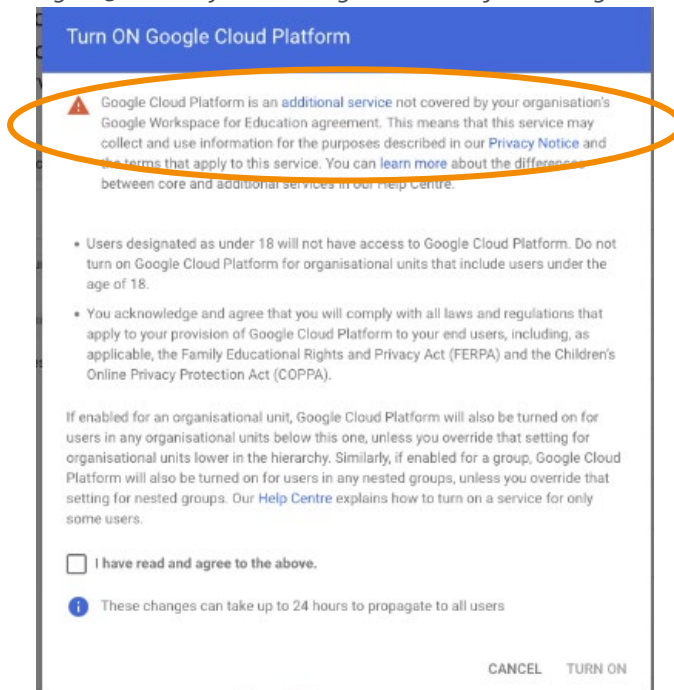 Turn ON Google Cloud Platform
Google Cloud Platform is an additional service not covered by your organisation's
Google Workspace for Education agreement. This means that this service may
collect and use information for the purposes described in our Privacy Notice and
the terms that apply to this service. You can learn more about the differences
between core and additional services in our Help Centre.
• Users designated as under 18 will not have access to Google Cloud Platform. Do not
turn on Google Cloud Platform for organisational units that include users under the
age of 18.
• You acknowledge and agree that you will comply with all laws and regulations that
apply to your provision of Google Cloud Platform to your end users, including, as
applicable, the Family Educational Rights and Privacy Act (FERPA) and the Children's
Online Privacy Protection Act (COPPA).
If enabled for an organisational unit, Google Cloud Platform will also be turned on for
users in any organisational units below this one, unless you override that setting for
organisational units lower in the hierarchy. Similarly, if enabled for a group, Google Cloud
Platform will also be turned on for users in any nested groups, unless you override that
setting for nested groups. Our Help Centre explains how to turn on a service for only
some users.
I have read and agree to the above.
These changes can take up to 24 hours to propagate to all users
CANCEL TURN ON